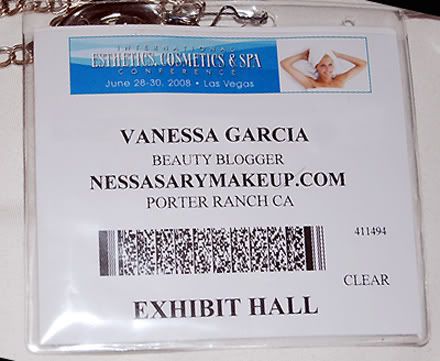 INTERNATIONAL
ESTHETICS, COSMETICS & SPA
CONFERENCE
June 28-30, 2008 • Las Vegas
VANESSA GARCIA
BEAUTY BLOGGER
NESSASARYMAKEUP.COM
PORTER RANCH CA
411494
CLEAR
EXHIBIT HALL